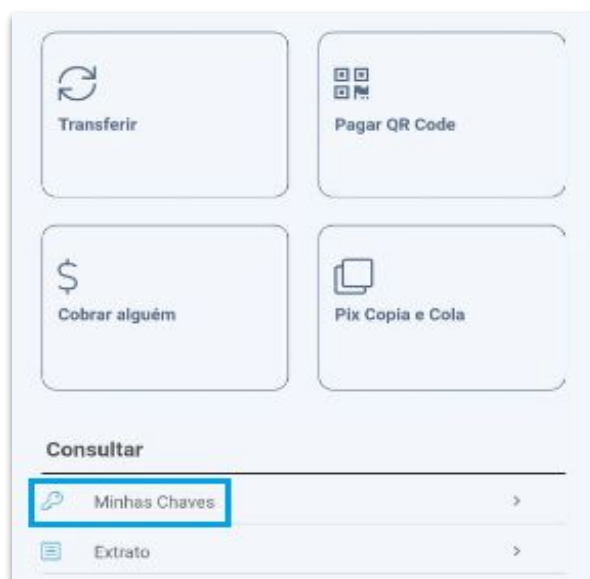 Transferir
Pagar QR Code
Cobrar alguém
Pix Copia e Cola
Consultar
Minhas Chaves
Extrato